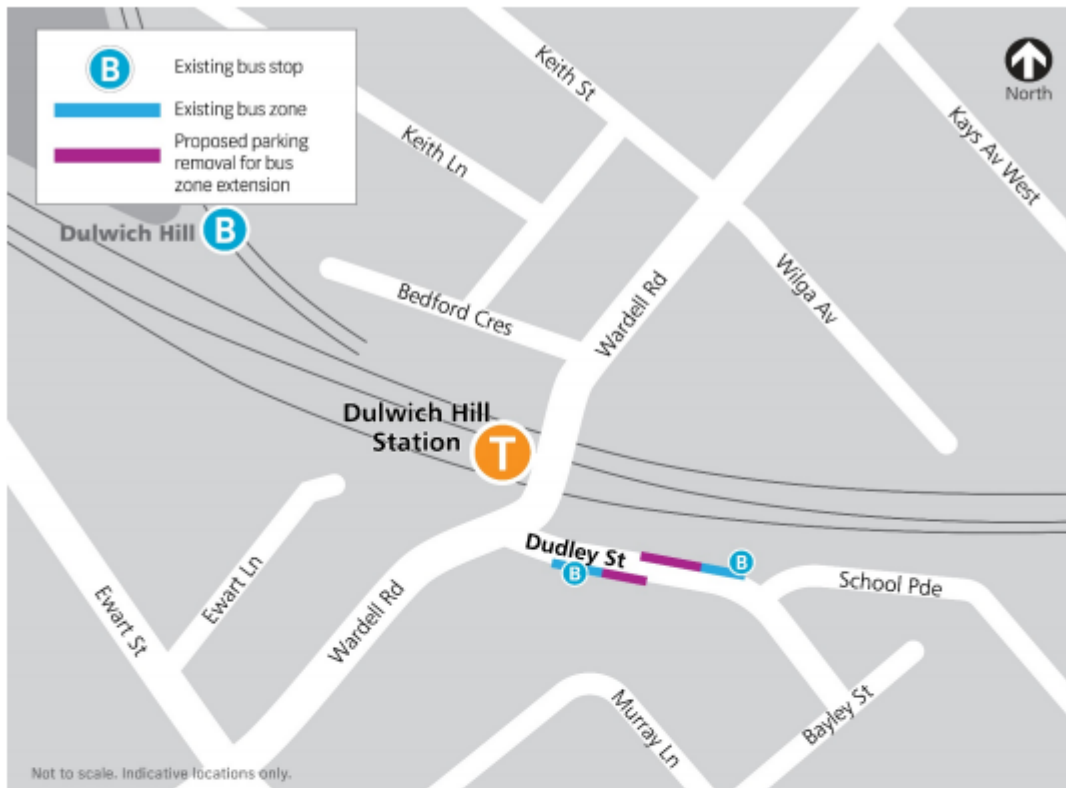 B
Existing bus stop
Existing bus zone
Proposed parking
removal for bus
zone extension
North
Keith St
Kays Av West
Keith Ln
Dulwich Hill B
Bedford Cres
Wardell Rd
Wilga Av
Dulwich Hill
Station
T
Dudley St
B
B
School Pde
Ewart Ln
Ewart St
Wardell Rd
Murray Ln
Bayley St
Not to scale. Indicative locations only.